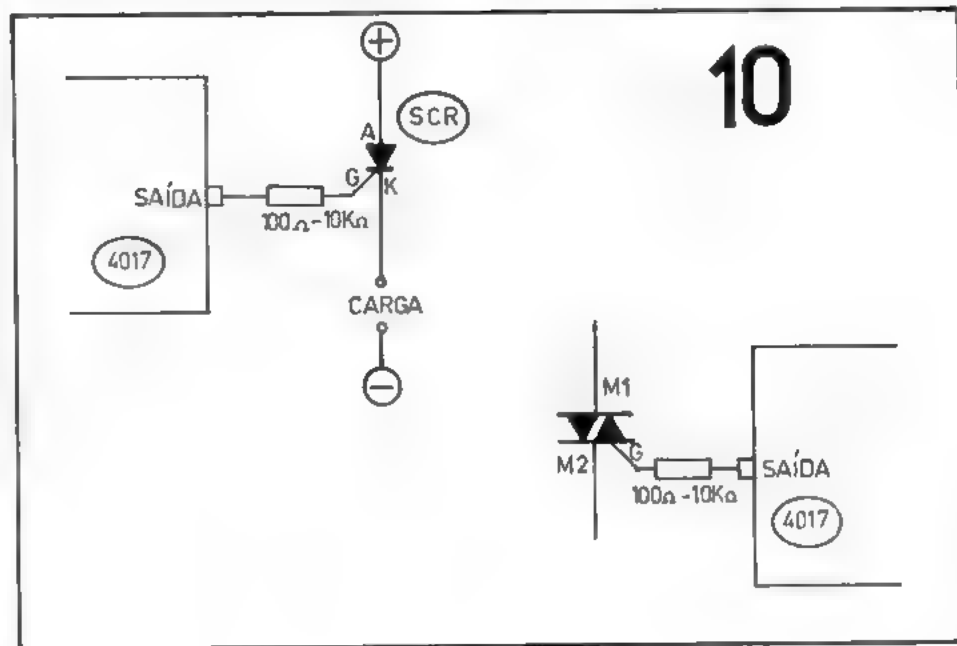 10
+
SCR
A
G
K
SAÍDA
100Ω-10KΩ
4017
CARGA
−
M1
M2
G
SAÍDA
100Ω-10KΩ
4017